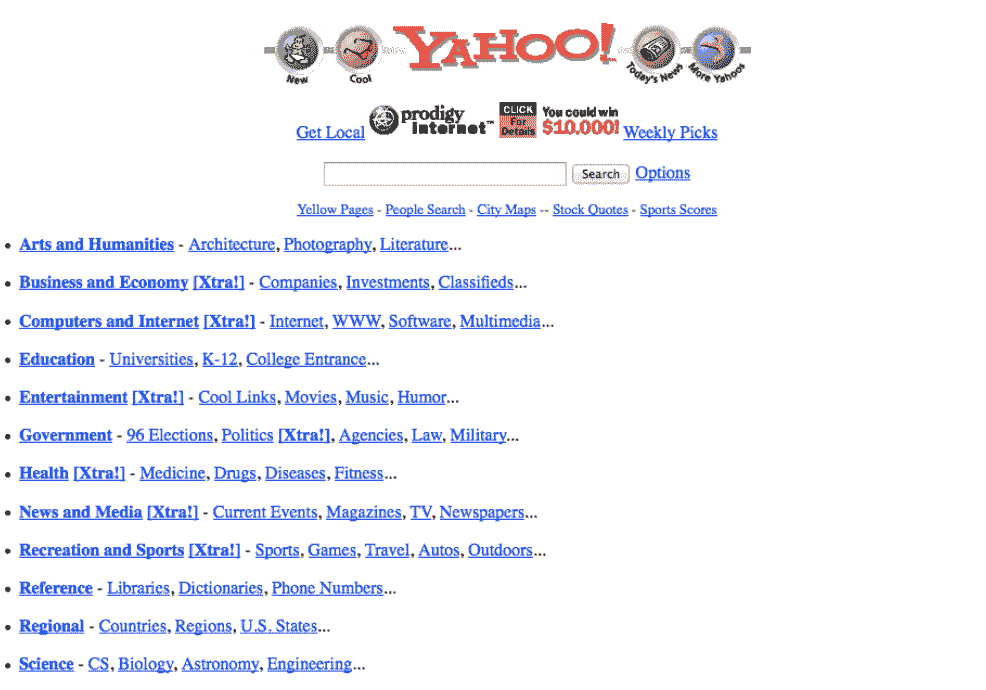 New Cool YAHOO! Today's News More Yahoos
Get Local prodigy internet™ CLICK For Details You could win $10,000! Weekly Picks
Search Options
Yellow Pages - People Search - City Maps -- Stock Quotes - Sports Scores
• Arts and Humanities - Architecture, Photography, Literature...
• Business and Economy [Xtra!] - Companies, Investments, Classifieds...
• Computers and Internet [Xtra!] - Internet, WWW, Software, Multimedia...
• Education - Universities, K-12, College Entrance...
• Entertainment [Xtra!] - Cool Links, Movies, Music, Humor...
• Government - 96 Elections, Politics [Xtra!], Agencies, Law, Military...
• Health [Xtra!] - Medicine, Drugs, Diseases, Fitness...
• News and Media [Xtra!] - Current Events, Magazines, TV, Newspapers...
• Recreation and Sports [Xtra!] - Sports, Games, Travel, Autos, Outdoors...
• Reference - Libraries, Dictionaries, Phone Numbers...
• Regional - Countries, Regions, U.S. States...
• Science - CS, Biology, Astronomy, Engineering...